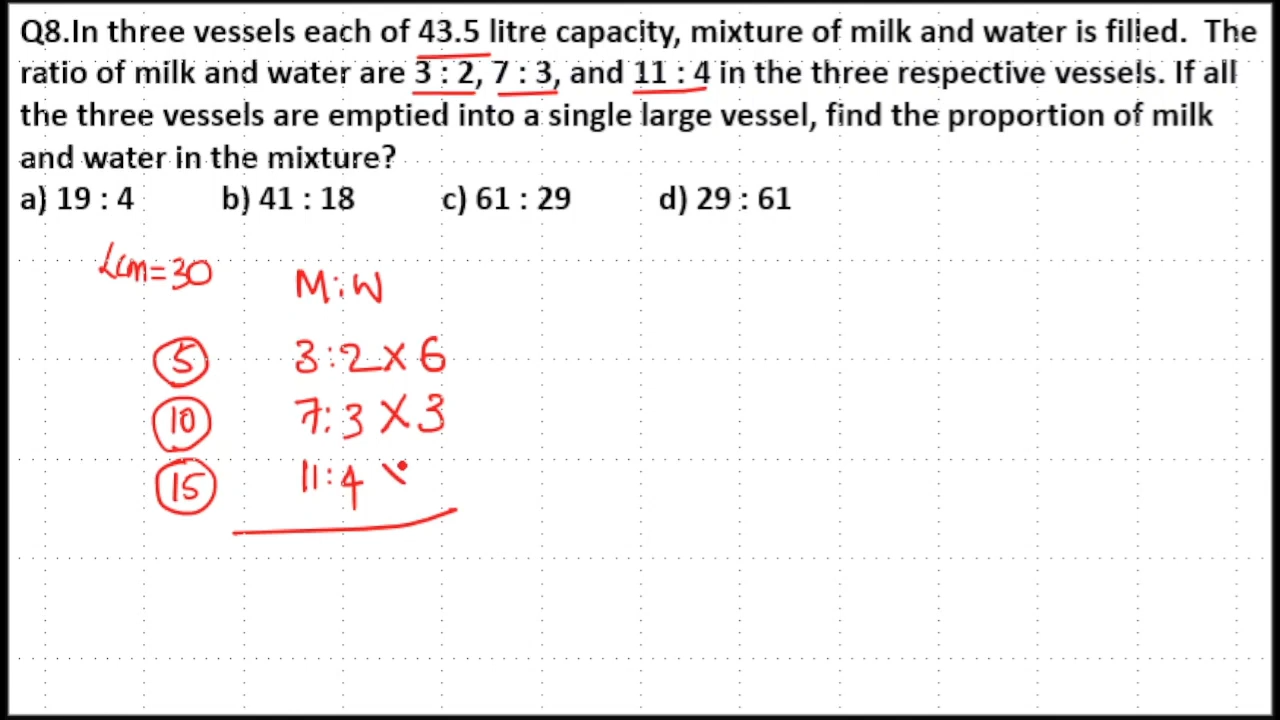 Q8.In three vessels each of 43.5 litre capacity, mixture of milk and water is filled. The
ratio of milk and water are 3 : 2, 7 : 3, and 11 : 4 in the three respective vessels. If all
the three vessels are emptied into a single large vessel, find the proportion of milk
and water in the mixture?
a) 19 : 4 b) 41 : 18 c) 61 : 29 d) 29 : 61
Lcm=30
M:W
5 3:2 × 6
10 7:3 × 3
15 11:4